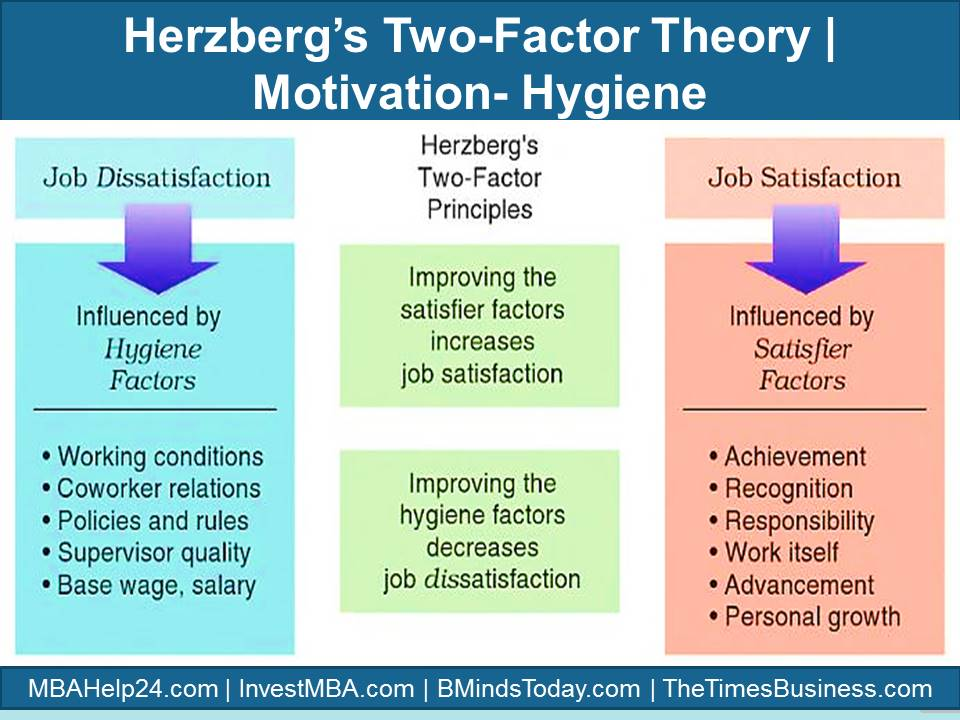 Herzberg’s Two-Factor Theory |
Motivation- Hygiene
Job Dissatisfaction
Influenced by
Hygiene
Factors
• Working conditions
• Coworker relations
• Policies and rules
• Supervisor quality
• Base wage, salary
Herzberg's
Two-Factor
Principles
Improving the
satisfier factors
increases
job satisfaction
Improving the
hygiene factors
decreases
job dissatisfaction
Job Satisfaction
Influenced by
Satisfier
Factors
• Achievement
• Recognition
• Responsibility
• Work itself
• Advancement
• Personal growth
MBAHelp24.com | InvestMBA.com | BMindsToday.com | TheTimesBusiness.com